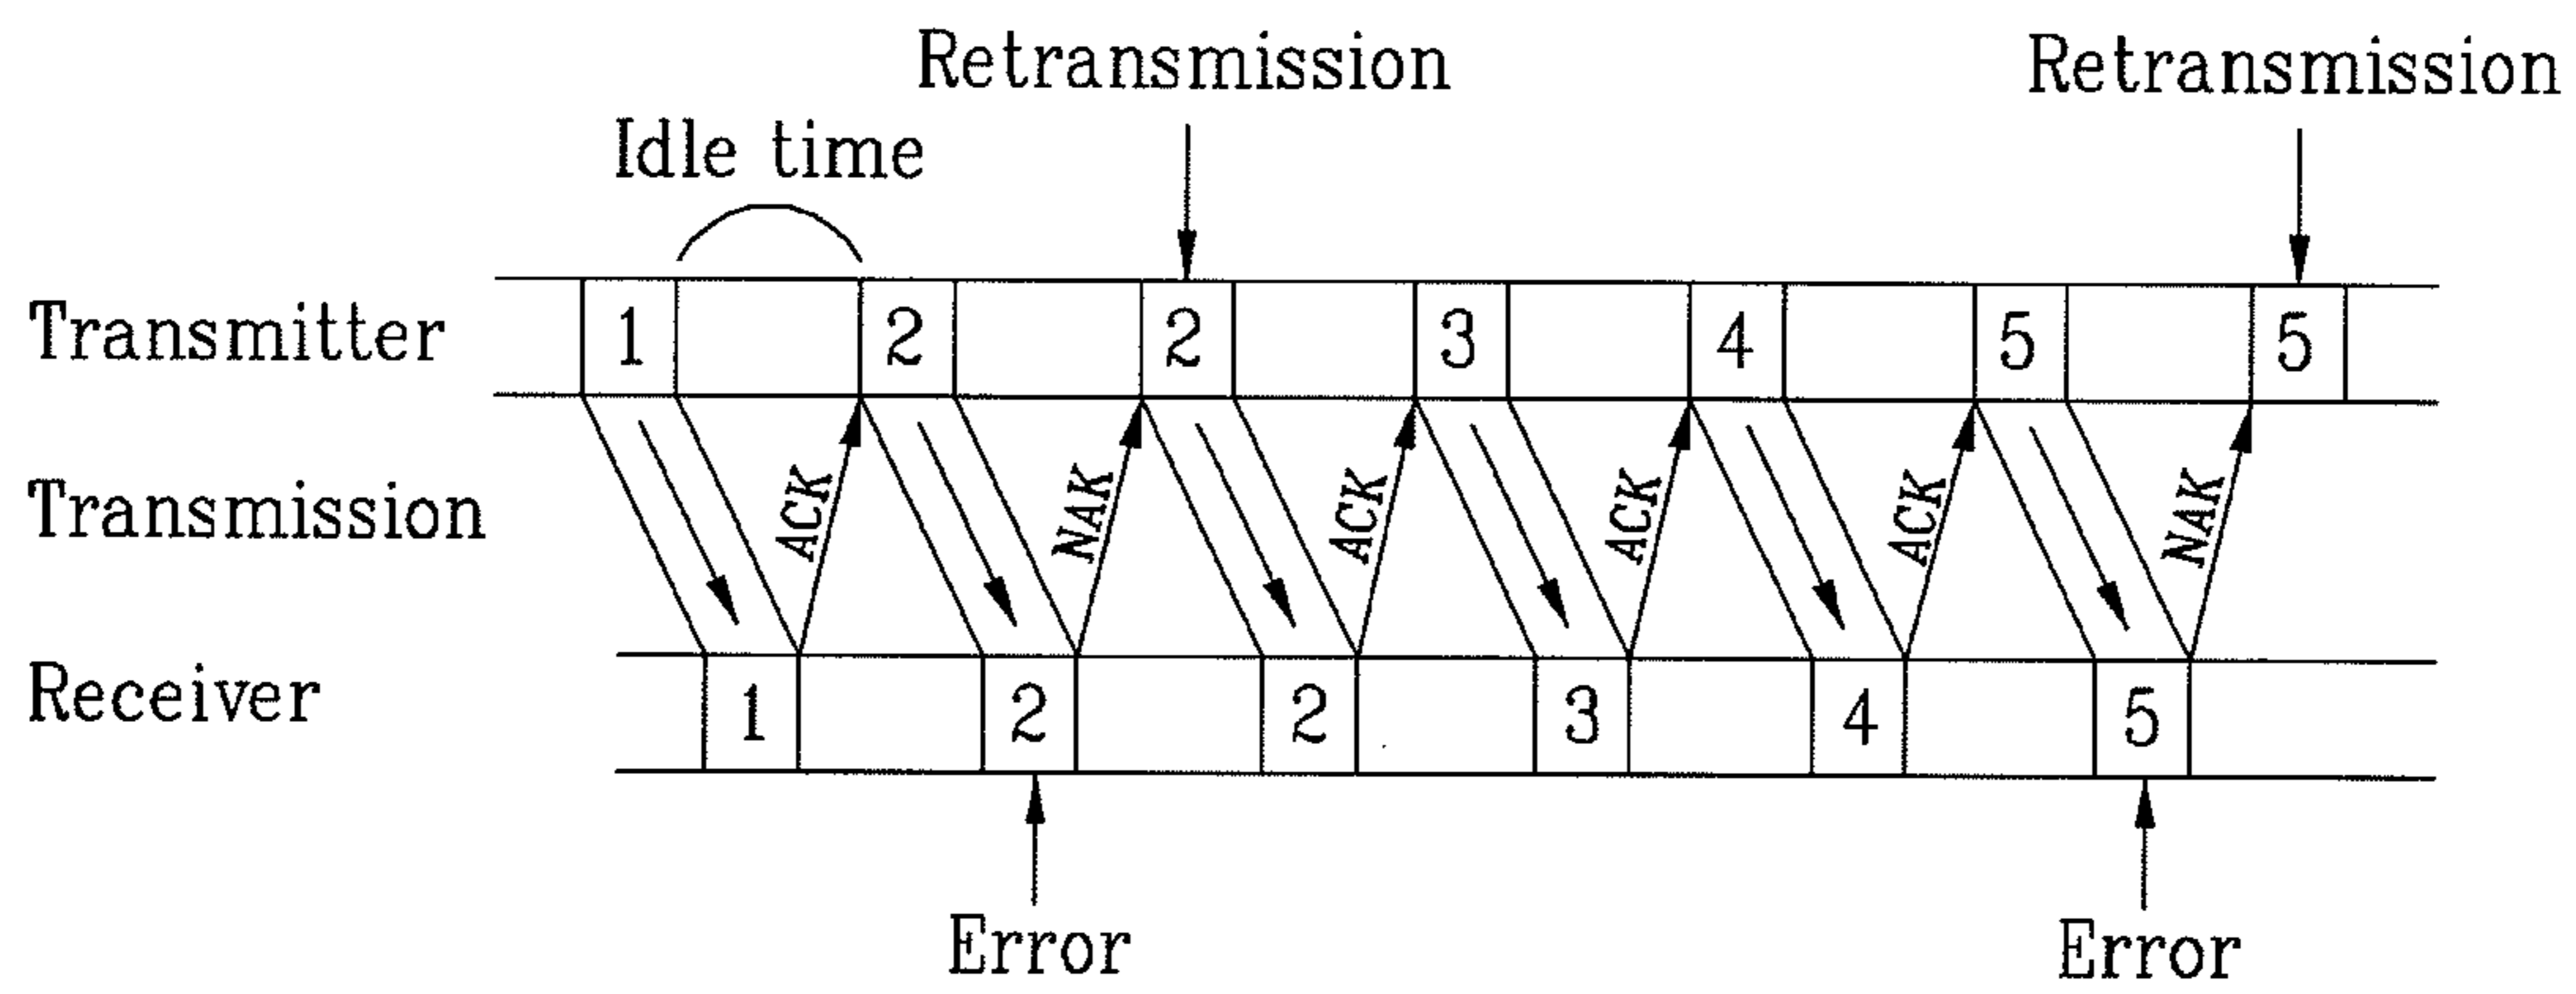 Retransmission Retransmission
Idle time
Transmitter 1 2 2 3 4 5 5
Transmission ACK NAK ACK ACK ACK NAK
Receiver 1 2 2 3 4 5
Error Error